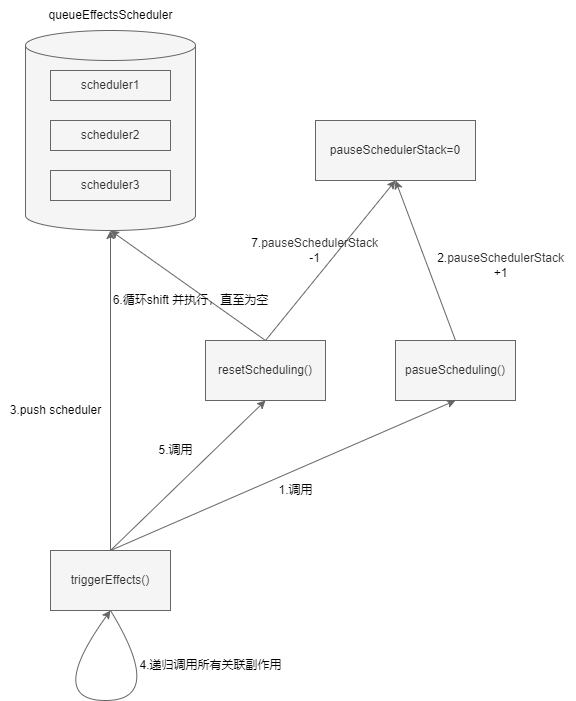 queueEffectsScheduler
scheduler1
scheduler2
scheduler3
pauseSchedulerStack=0
7.pauseSchedulerStack
-1
2.pauseSchedulerStack
+1
6.循环shift 并执行，直至为空
resetScheduling()
pasueScheduling()
3.push scheduler
5.调用
1.调用
triggerEffects()
4.递归调用所有关联副作用